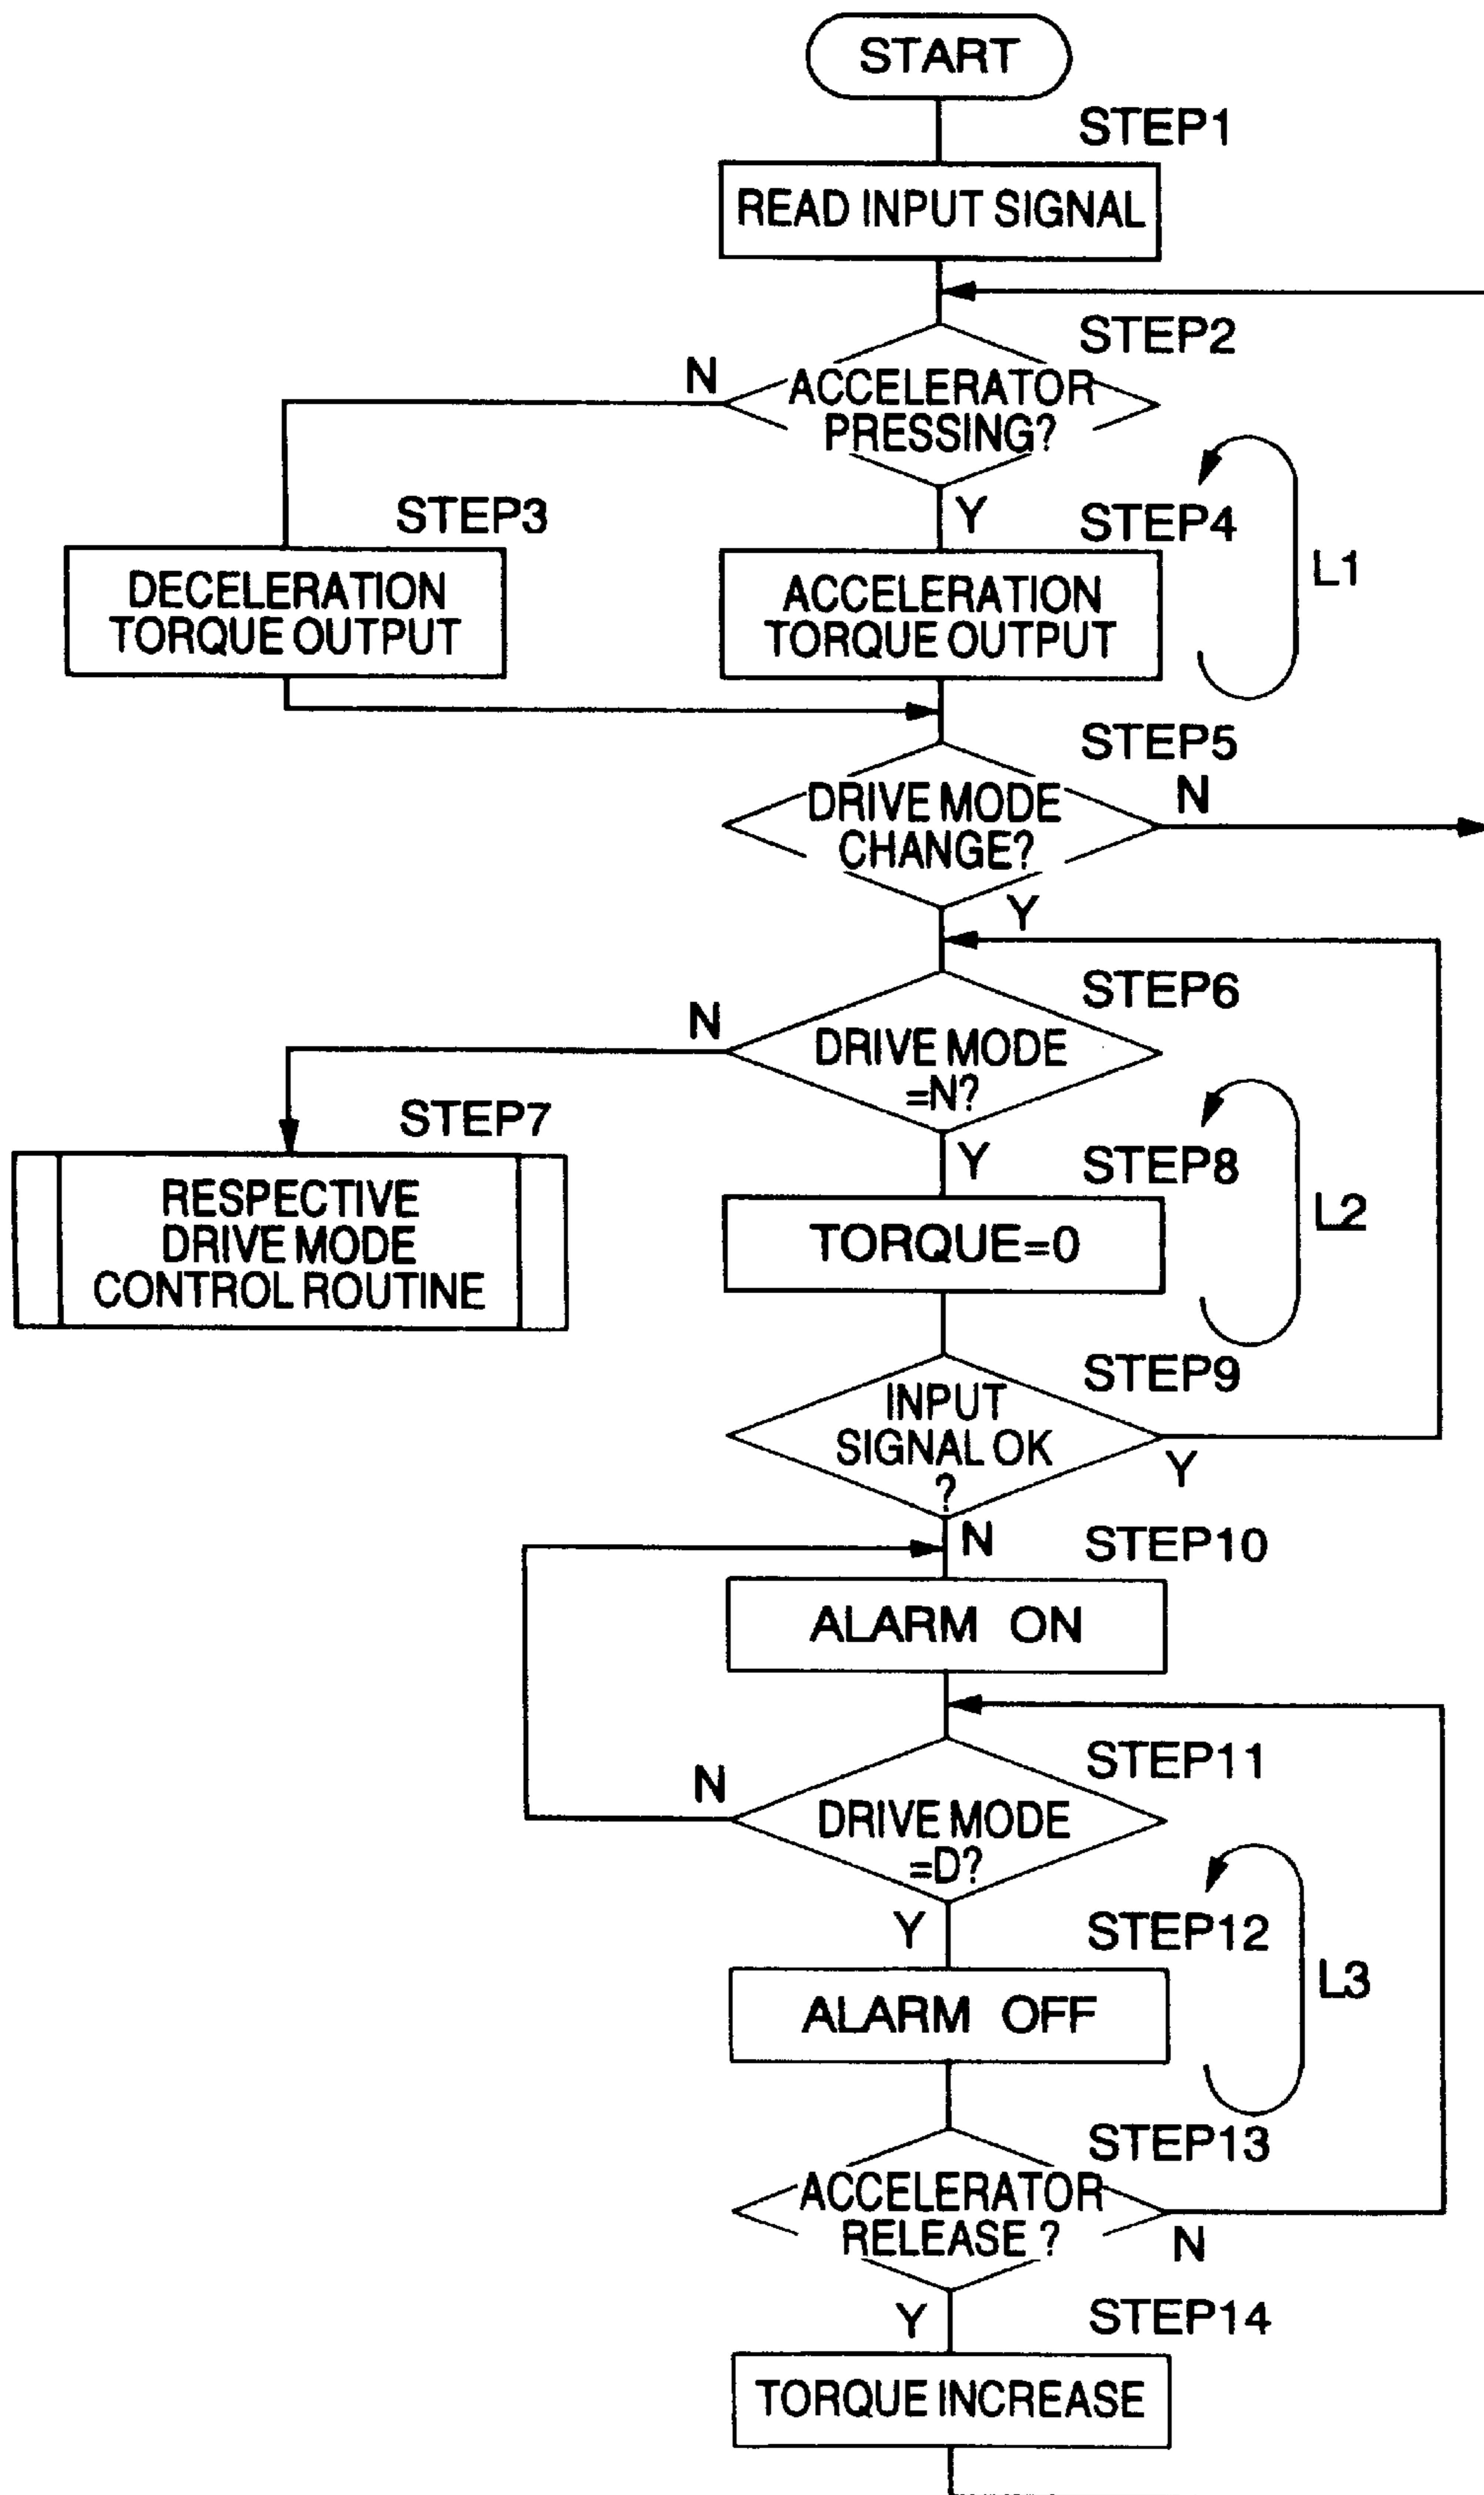 START
STEP1
READ INPUT SIGNAL
STEP2
N
ACCELERATOR
PRESSING?
Y
STEP3
STEP4
L1
DECELERATION
TORQUE OUTPUT
ACCELERATION
TORQUE OUTPUT
STEP5
N
DRIVE MODE
CHANGE?
Y
STEP6
N
DRIVE MODE
=N?
STEP7
Y
STEP8
L2
RESPECTIVE
DRIVE MODE
CONTROL ROUTINE
TORQUE=0
STEP9
INPUT
SIGNAL OK
?
Y
N
STEP10
ALARM ON
STEP11
N
DRIVE MODE
=D?
Y
STEP12
L3
ALARM OFF
STEP13
ACCELERATOR
RELEASE ?
N
Y
STEP14
TORQUE INCREASE